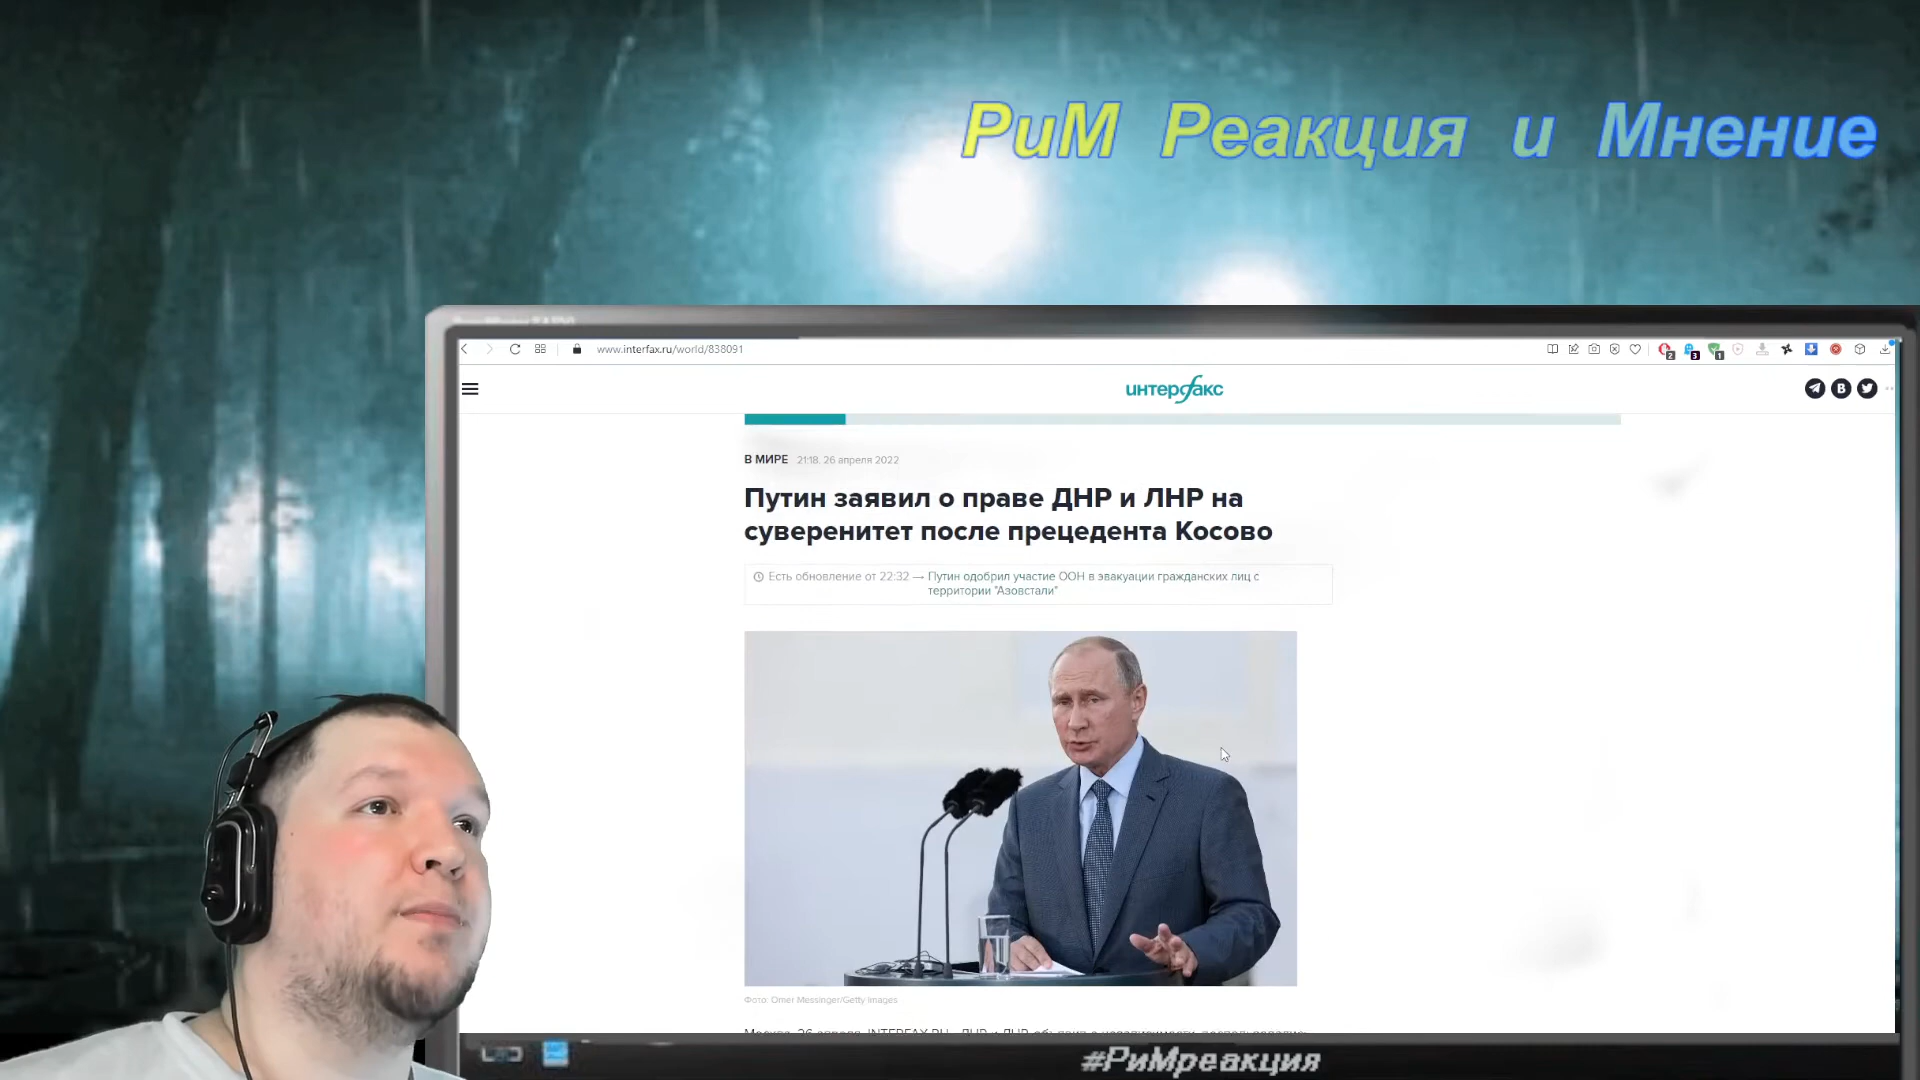 РиМ Реакция и Мнение
www.interfax.ru/world/838091
интерфакс
В МИРЕ 21:18, 26 апреля 2022
Путин заявил о праве ДНР и ЛНР на
суверенитет после прецедента Косово
Есть обновление от 22:32 → Путин одобрил участие ООН в эвакуации гражданских лиц с
территории "Азовстали"
Фото: Omer Messinger/Getty Images
#РиМреакция